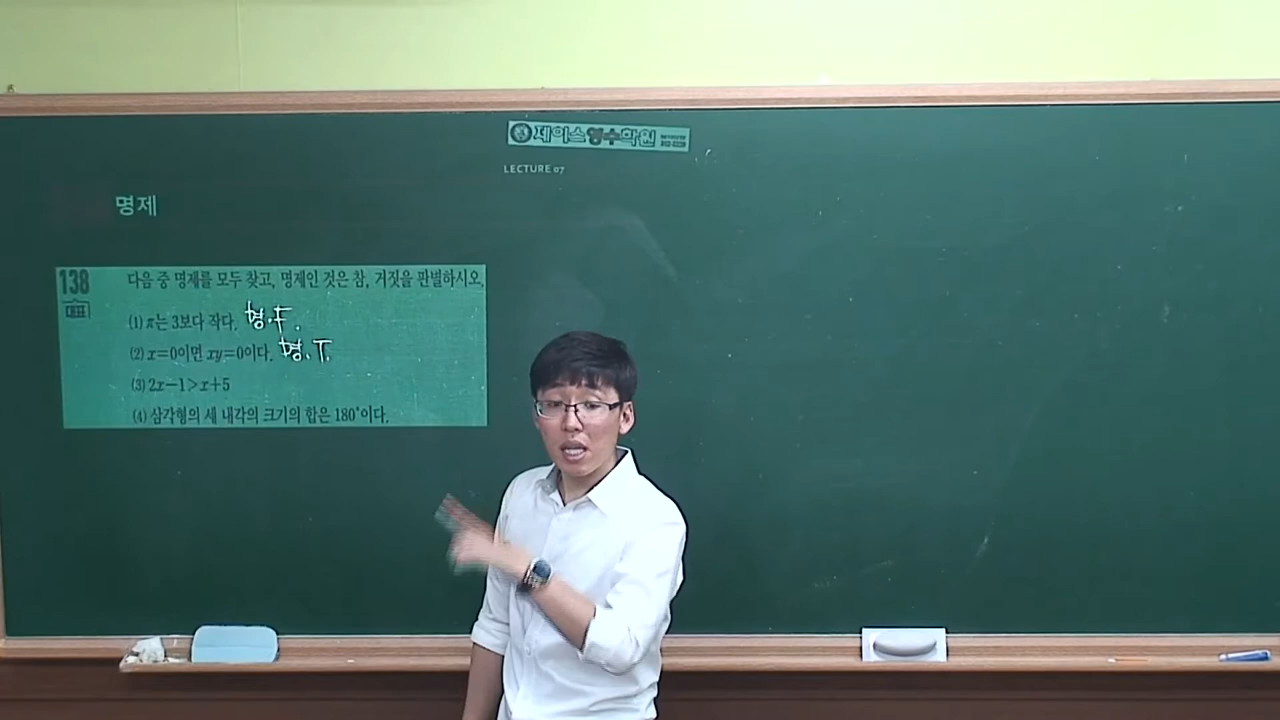 제이스영수학원
LECTURE 07
명제
138
대표
다음 중 명제를 모두 찾고, 명제인 것은 참, 거짓을 판별하시오.
(1) π는 3보다 작다. 명. F.
(2) x=0이면 xy=0이다. 명. T.
(3) 2x-1>x+5
(4) 삼각형의 세 내각의 크기의 합은 180°이다.